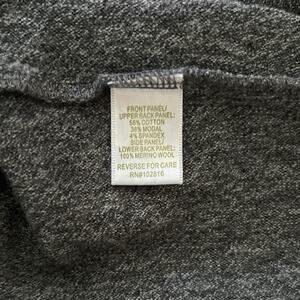 FRONT PANEL/
UPPER BACK PANEL:
58% COTTON
38% MODAL
4% SPANDEX
SIDE PANEL/
LOWER BACK PANEL:
100% MERINO WOOL
REVERSE FOR CARE
RN#102816